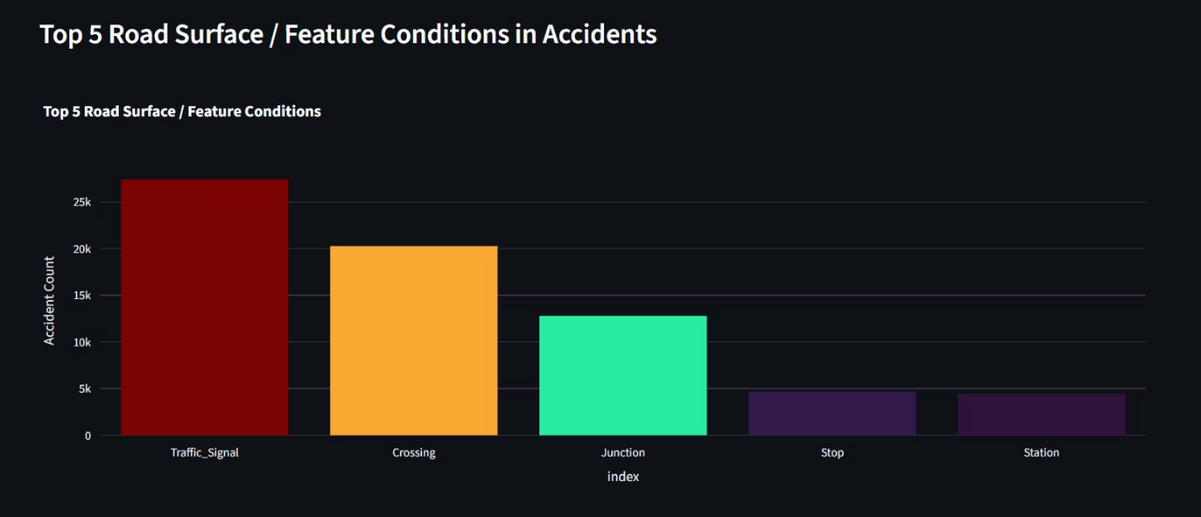 Top 5 Road Surface / Feature Conditions in Accidents
Top 5 Road Surface / Feature Conditions
25k
20k
15k
10k
5k
0
Accident Count
Traffic_Signal
Crossing
Junction
Stop
Station
index